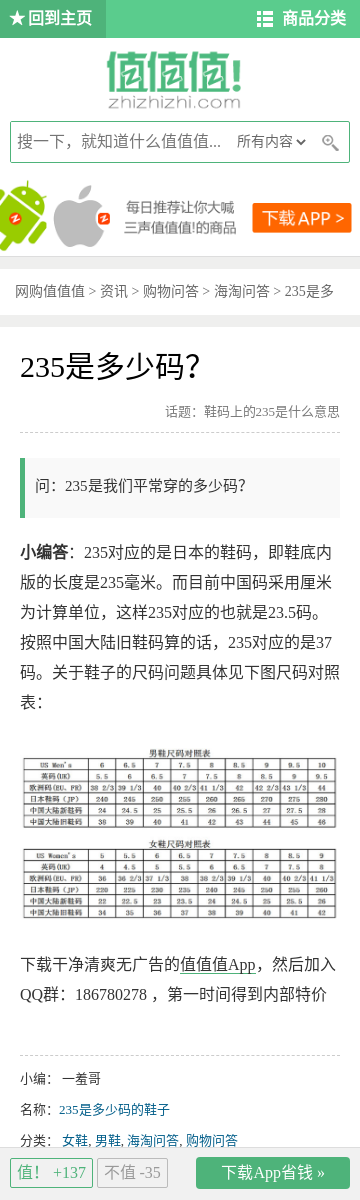 ★回到主页
商品分类
值值值!
zhizhizhi.com
搜一下，就知道什么值值值...
所有内容
每日推荐让你大喊
三声值值值!的商品
下载APP >
网购值值值 > 资讯 > 购物问答 > 海淘问答 > 235是多
235是多少码？
话题：鞋码上的235是什么意思
问：235是我们平常穿的多少码？
小编答：235对应的是日本的鞋码，即鞋底内
版的长度是235毫米。而目前中国码采用厘米
为计算单位，这样235对应的也就是23.5码。
按照中国大陆旧鞋码算的话，235对应的是37
码。关于鞋子的尺码问题具体见下图尺码对照
表：
男鞋尺码对照表
US Men's 6 6.5 7 7.5 8 8.5 9 9.5 10
英码(UK) 5.5 6 6.5 7 7.5 8 8.5 9 9.5
欧洲码(EU, FR) 38 2/3 39 1/3 40 40 2/3 41 1/3 42 42 2/3 43 1/3 44
日本鞋码 (JP) 240 245 250 255 260 265 270 275 280
中国大陆新鞋码 24 24.5 25 25.5 26 26.5 27 27.5 28
中国大陆旧鞋码 38 39 40 41 42 43 44 45 46
女鞋尺码对照表
US Women's 5 5.5 6 6.5 7 7.5 8 8.5 9
英码(UK) 4 4.5 5 5.5 6 6.5 7 7.5 8
欧洲码(EU, FR) 36 36 2/3 37 1/3 38 38 2/3 39 1/3 40 40 2/3 41 1/3
日本鞋码 (JP) 220 225 230 235 240 245 250 255 260
中国大陆新鞋码 22 22.5 23 23.5 24 24.5 25 25.5 26
中国大陆旧鞋码 34 35 36 37 38 39 40 41 42
下载干净清爽无广告的值值值App，然后加入
QQ群：186780278 ，第一时间得到内部特价
小编： 一羞哥
名称：235是多少码的鞋子
分类： 女鞋, 男鞋, 海淘问答, 购物问答
值！ +137
不值 -35
下载App省钱 »